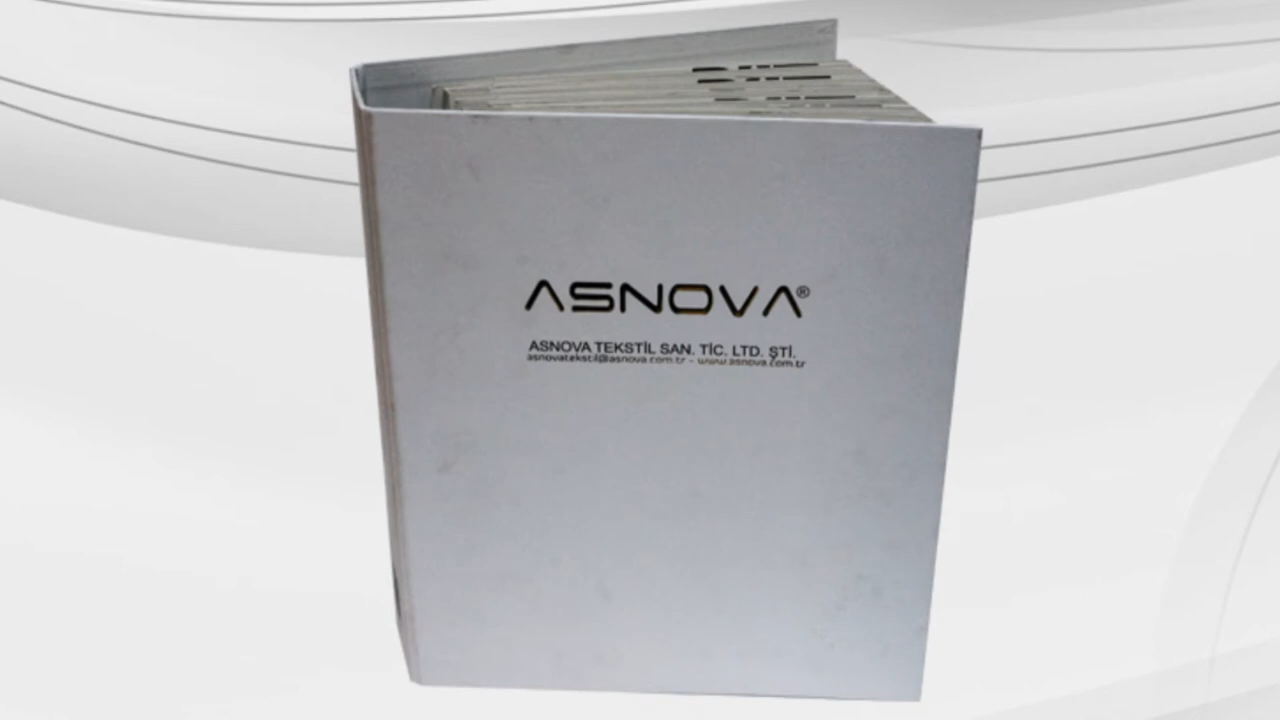 ASNOVA®
ASNOVA TEKSTİL SAN. TİC. LTD. ŞTİ.
asnovatekstil@asnova.com.tr - www.asnova.com.tr